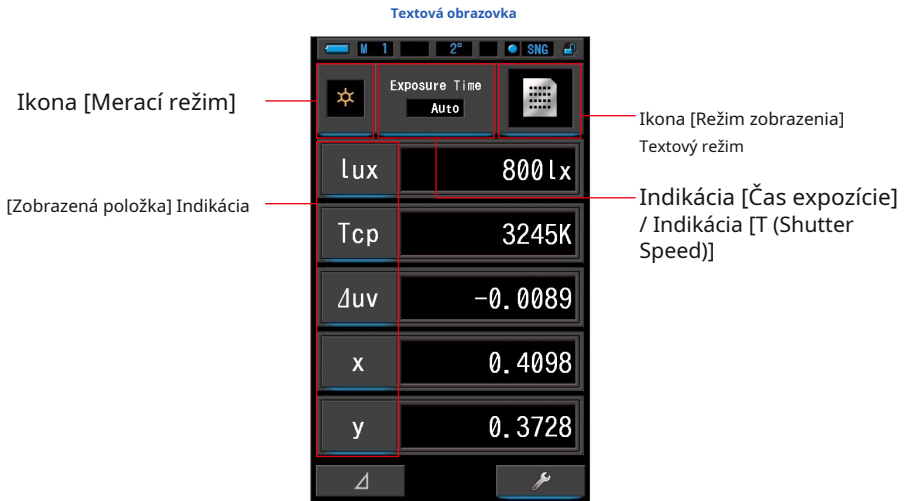 Textová obrazovka
M 1 2° SNG
Ikona [Merací režim]
Exposure Time
Auto
Ikona [Režim zobrazenia]
Textový režim
lux 800lx
[Zobrazená položka] Indikácia
Indikácia [Čas expozície]
/ Indikácia [T (Shutter
Speed)]
Tcp 3245K
⊿uv -0.0089
x 0.4098
y 0.3728
⊿